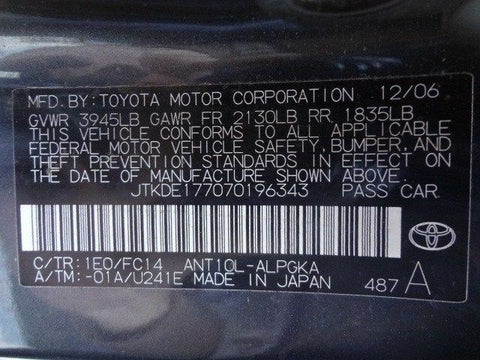 MFD.BY: TOYOTA MOTOR CORPORATION 12/06
GVWR 3945LB GAWR FR 2130LB RR 1835LB
THIS VEHICLE CONFORMS TO ALL APPLICABLE
FEDERAL MOTOR VEHICLE SAFETY, BUMPER, AND
THEFT PREVENTION STANDARDS IN EFFECT ON THE
DATE OF MANUFACTURE SHOWN ABOVE.
JTKDE177070196343 PASS CAR
C/TR:1E0/FC14 ANT10L-ALPGKA
A/TM:-01A/U241E MADE IN JAPAN
487 A
TOYOTA